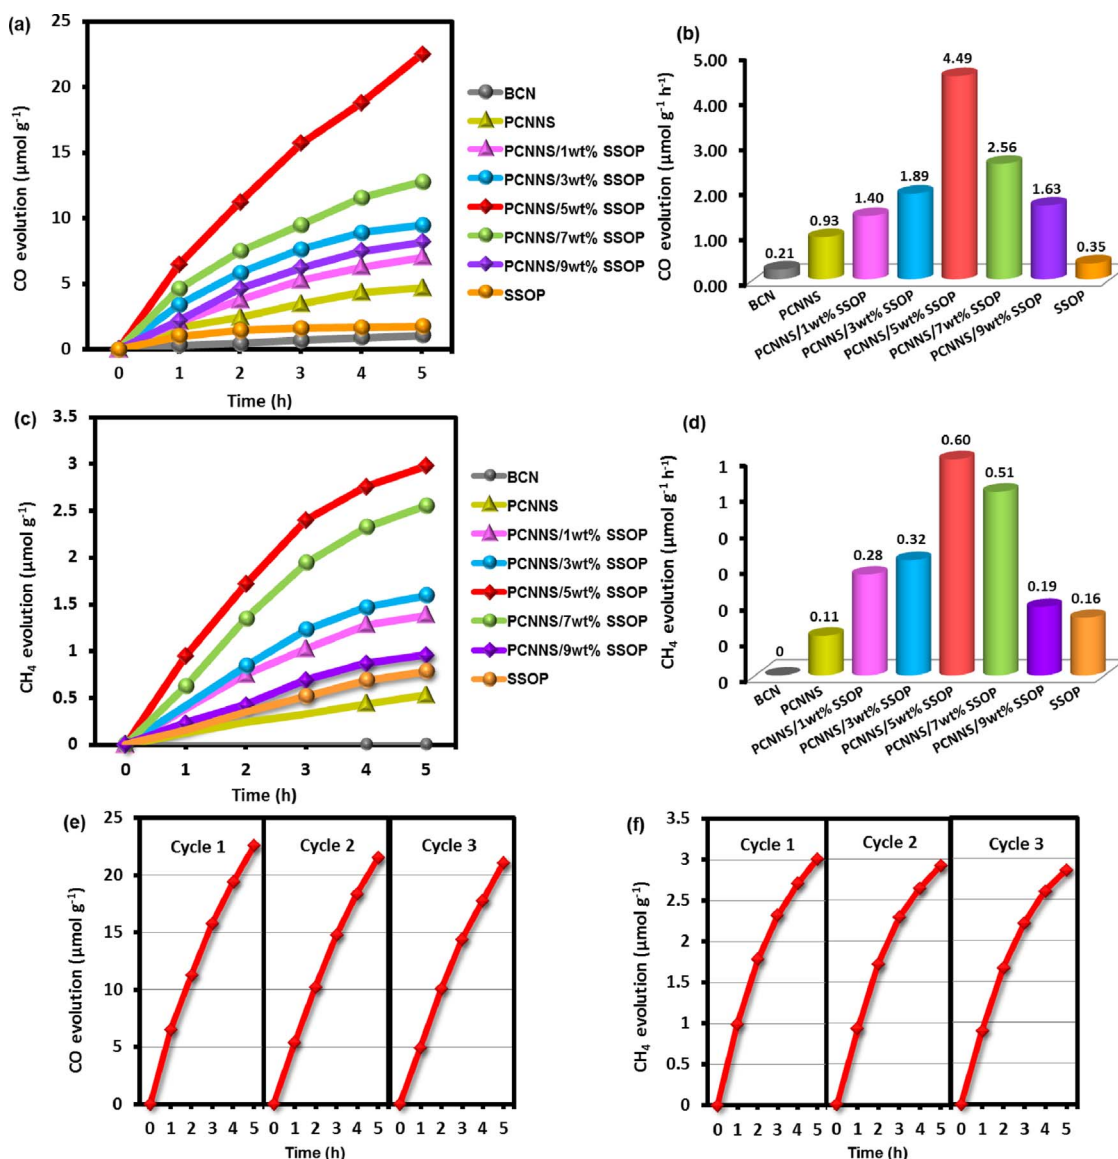 (a)
CO evolution (µmol g⁻¹)
25
20
15
10
5
0
0 1 2 3 4 5
Time (h)
BCN
PCNNS
PCNNS/1wt% SSOP
PCNNS/3wt% SSOP
PCNNS/5wt% SSOP
PCNNS/7wt% SSOP
PCNNS/9wt% SSOP
SSOP
(b)
CO evolution (µmol g⁻¹ h⁻¹)
5.00
4.00
3.00
2.00
1.00
0.00
0.21
0.93
1.40
1.89
4.49
2.56
1.63
0.35
BCN
PCNNS
PCNNS/1wt% SSOP
PCNNS/3wt% SSOP
PCNNS/5wt% SSOP
PCNNS/7wt% SSOP
PCNNS/9wt% SSOP
SSOP
(c)
CH₄ evolution (µmol g⁻¹)
3.5
3
2.5
2
1.5
1
0.5
0
0 1 2 3 4 5
Time (h)
BCN
PCNNS
PCNNS/1wt% SSOP
PCNNS/3wt% SSOP
PCNNS/5wt% SSOP
PCNNS/7wt% SSOP
PCNNS/9wt% SSOP
SSOP
(d)
CH₄ evolution (µmol g⁻¹ h⁻¹)
1
1
0
0
0
0
0
0
0.11
0.28
0.32
0.60
0.51
0.19
0.16
BCN
PCNNS
PCNNS/1wt% SSOP
PCNNS/3wt% SSOP
PCNNS/5wt% SSOP
PCNNS/7wt% SSOP
PCNNS/9wt% SSOP
SSOP
(e)
CO evolution (µmol g⁻¹)
25
20
15
10
5
0
Cycle 1
Cycle 2
Cycle 3
0 1 2 3 4 5 0 1 2 3 4 5 0 1 2 3 4 5
Time (h)
(f)
CH₄ evolution (µmol g⁻¹)
3.5
3
2.5
2
1.5
1
0.5
0
Cycle 1
Cycle 2
Cycle 3
0 1 2 3 4 5 0 1 2 3 4 5 0 1 2 3 4 5
Time (h)